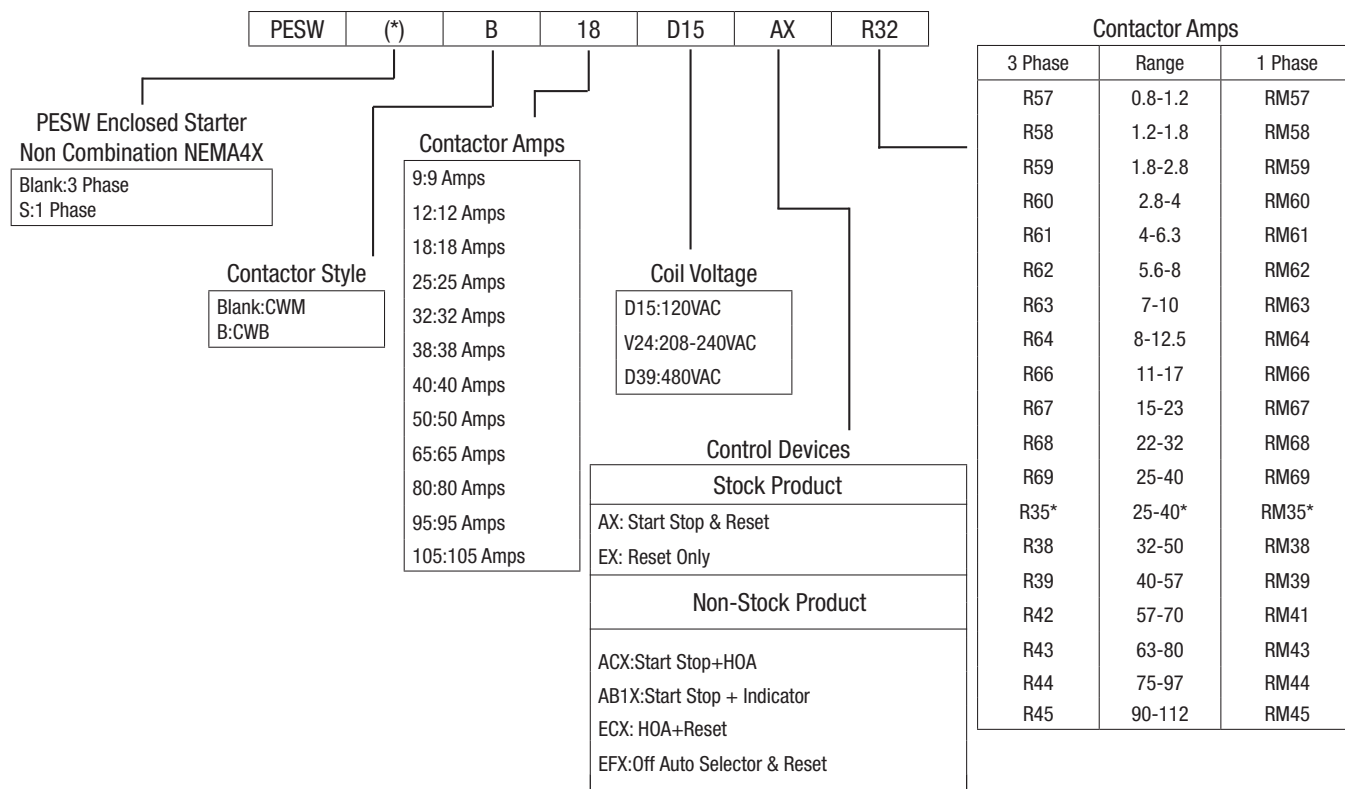 PESW (*) B 18 D15 AX R32
PESW Enclosed Starter
Non Combination NEMA4X
Blank:3 Phase
S:1 Phase
Contactor Style
Blank:CWM
B:CWB
Contactor Amps
9:9 Amps
12:12 Amps
18:18 Amps
25:25 Amps
32:32 Amps
38:38 Amps
40:40 Amps
50:50 Amps
65:65 Amps
80:80 Amps
95:95 Amps
105:105 Amps
Coil Voltage
D15:120VAC
V24:208-240VAC
D39:480VAC
Control Devices
Stock Product
AX: Start Stop & Reset
EX: Reset Only
Non-Stock Product
ACX:Start Stop+HOA
AB1X:Start Stop + Indicator
ECX: HOA+Reset
EFX:Off Auto Selector & Reset
Contactor Amps
3 Phase Range 1 Phase
R57 0.8-1.2 RM57
R58 1.2-1.8 RM58
R59 1.8-2.8 RM59
R60 2.8-4 RM60
R61 4-6.3 RM61
R62 5.6-8 RM62
R63 7-10 RM63
R64 8-12.5 RM64
R66 11-17 RM66
R67 15-23 RM67
R68 22-32 RM68
R69 25-40 RM69
R35* 25-40* RM35*
R38 32-50 RM38
R39 40-57 RM39
R42 57-70 RM41
R43 63-80 RM43
R44 75-97 RM44
R45 90-112 RM45